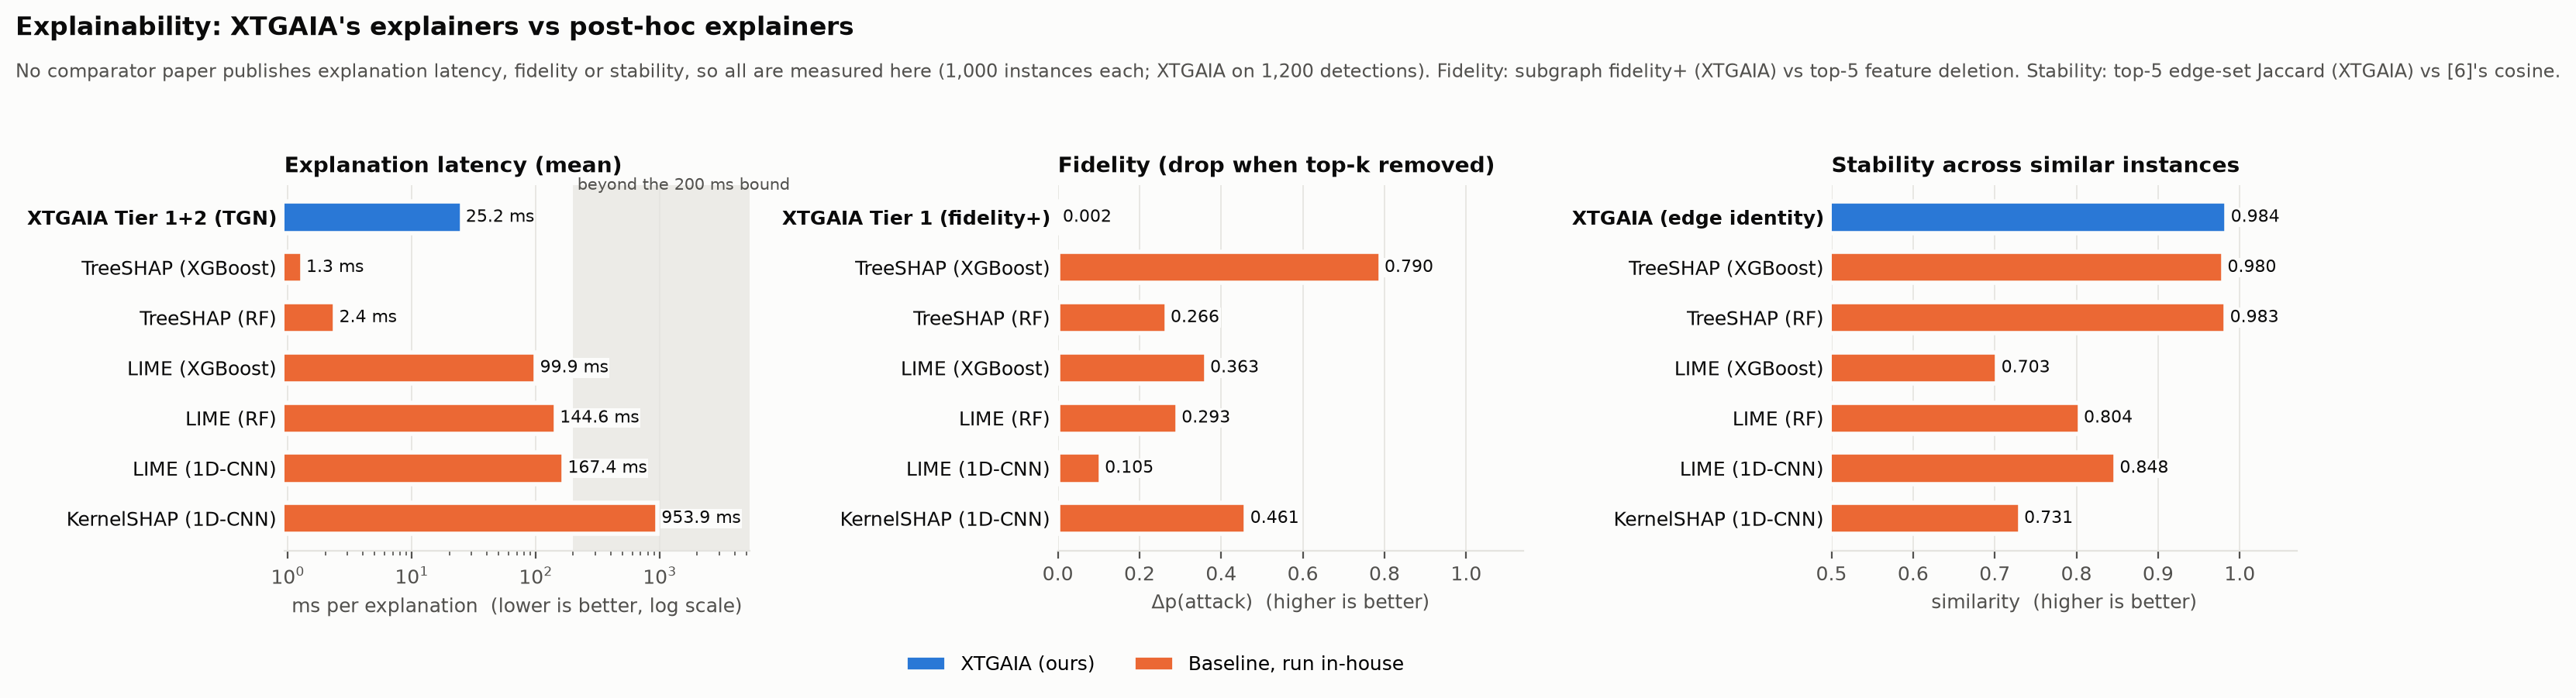 Explainability: XTGAIA's explainers vs post-hoc explainers
No comparator paper publishes explanation latency, fidelity or stability, so all are measured here (1,000 instances each; XTGAIA on 1,200 detections). Fidelity: subgraph fidelity+ (XTGAIA) vs top-5 feature deletion. Stability: top-5 edge-set Jaccard (XTGAIA) vs [6]'s cosine.
Explanation latency (mean)
beyond the 200 ms bound
XTGAIA Tier 1+2 (TGN) 25.2 ms
TreeSHAP (XGBoost) 1.3 ms
TreeSHAP (RF) 2.4 ms
LIME (XGBoost) 99.9 ms
LIME (RF) 144.6 ms
LIME (1D-CNN) 167.4 ms
KernelSHAP (1D-CNN) 953.9 ms
10⁰ 10¹ 10² 10³
ms per explanation (lower is better, log scale)
Fidelity (drop when top-k removed)
XTGAIA Tier 1 (fidelity+) 0.002
TreeSHAP (XGBoost) 0.790
TreeSHAP (RF) 0.266
LIME (XGBoost) 0.363
LIME (RF) 0.293
LIME (1D-CNN) 0.105
KernelSHAP (1D-CNN) 0.461
0.0 0.2 0.4 0.6 0.8 1.0
Δp(attack) (higher is better)
Stability across similar instances
XTGAIA (edge identity) 0.984
TreeSHAP (XGBoost) 0.980
TreeSHAP (RF) 0.983
LIME (XGBoost) 0.703
LIME (RF) 0.804
LIME (1D-CNN) 0.848
KernelSHAP (1D-CNN) 0.731
0.5 0.6 0.7 0.8 0.9 1.0
similarity (higher is better)
XTGAIA (ours) Baseline, run in-house